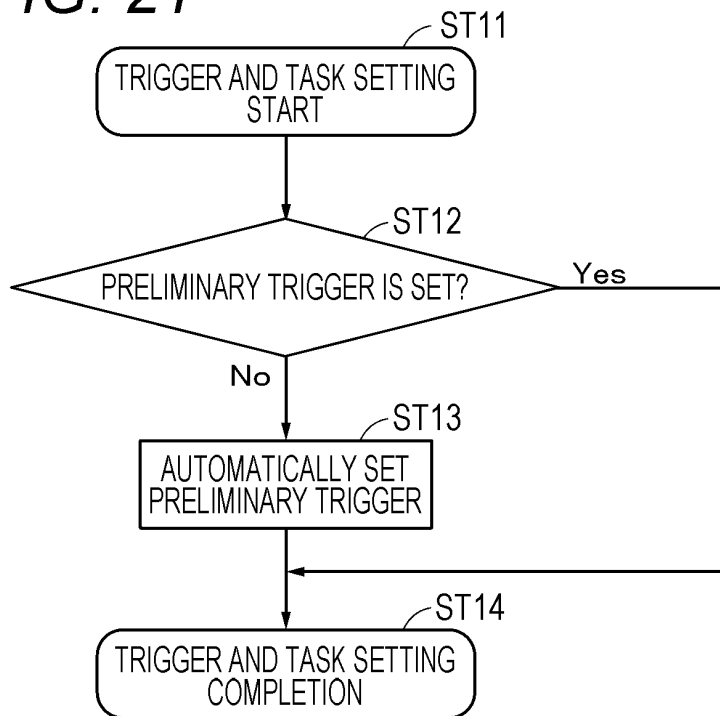 IG. 21
ST11
TRIGGER AND TASK SETTING
START
ST12
PRELIMINARY TRIGGER IS SET?
Yes
No
ST13
AUTOMATICALLY SET
PRELIMINARY TRIGGER
ST14
TRIGGER AND TASK SETTING
COMPLETION